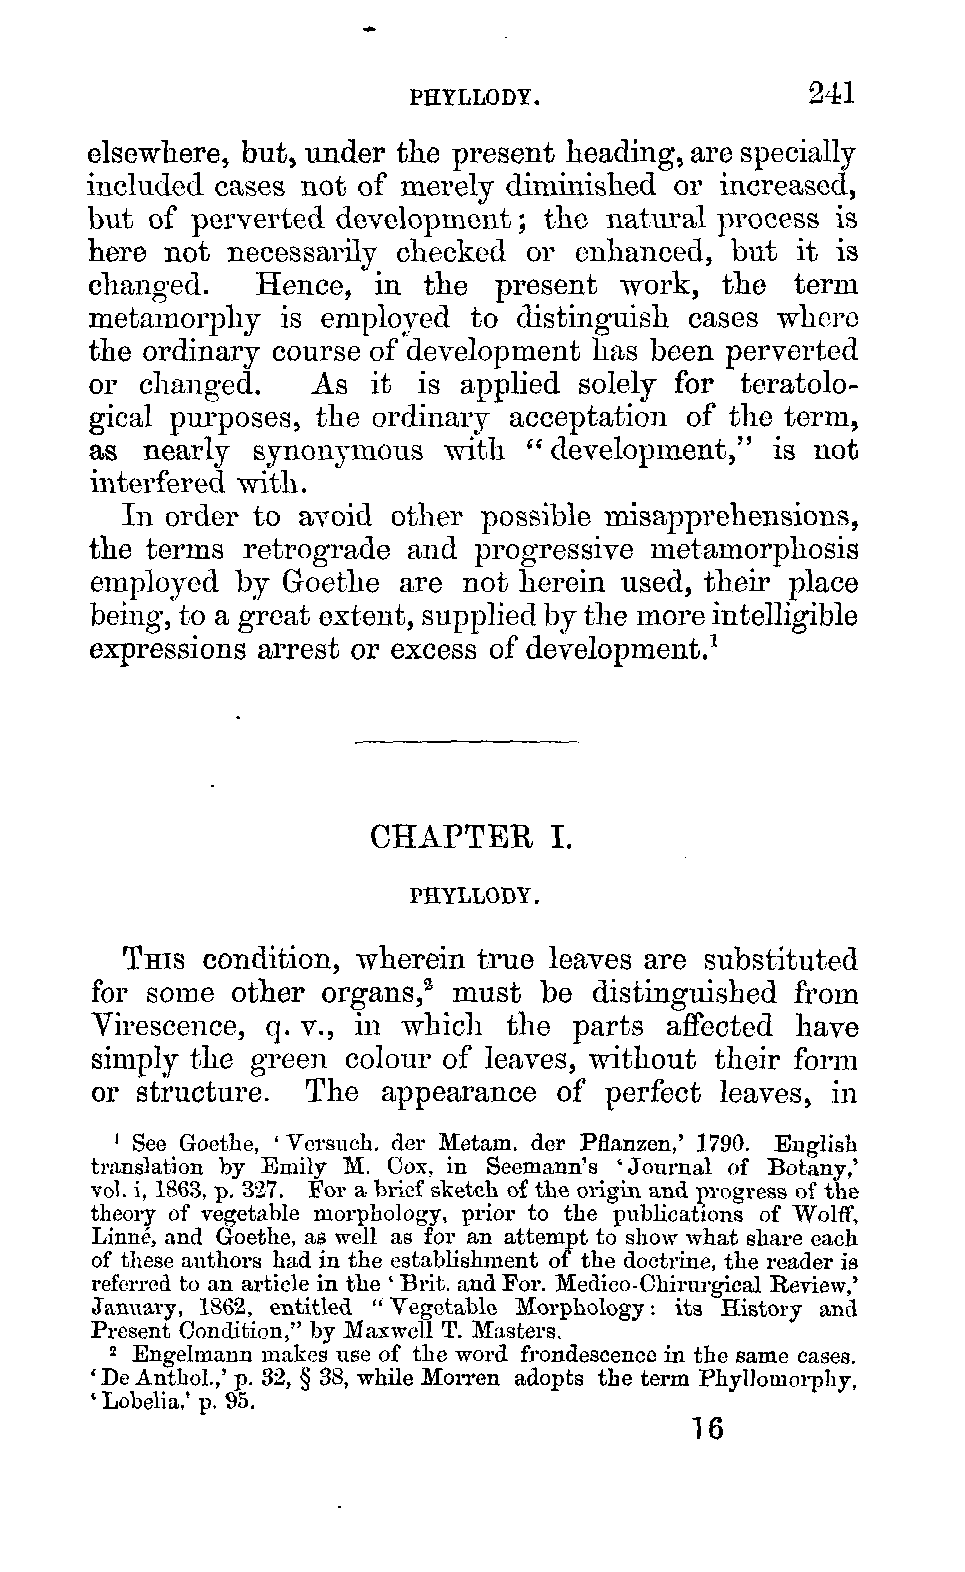 PHYLLODY. 241
elsewhere, but, under the present heading, are specially
included cases not of merely diminished or increased,
but of perverted development; the natural process is
here not necessarily checked or enhanced, but it is
changed. Hence, in the present work, the term
metamorphy is employed to distinguish cases where
the ordinary course of development has been perverted
or changed. As it is applied solely for teratolo-
gical purposes, the ordinary acceptation of the term,
as nearly synonymous with “development,” is not
interfered with.
In order to avoid other possible misapprehensions,
the terms retrograde and progressive metamorphosis
employed by Goethe are not herein used, their place
being, to a great extent, supplied by the more intelligible
expressions arrest or excess of development.¹
CHAPTER I.
PHYLLODY.
THIS condition, wherein true leaves are substituted
for some other organs,² must be distinguished from
Virescence, q. v., in which the parts affected have
simply the green colour of leaves, without their form
or structure. The appearance of perfect leaves, in
¹ See Goethe, ‘Versuch. der Metam. der Pflanzen,’ 1790. English
translation by Emily M. Cox, in Seemann’s ‘Journal of Botany,’
vol. i, 1863, p. 327. For a brief sketch of the origin and progress of the
theory of vegetable morphology, prior to the publications of Wolff,
Linné, and Goethe, as well as for an attempt to show what share each
of these authors had in the establishment of the doctrine, the reader is
referred to an article in the ‘Brit. and For. Medico-Chirurgical Review,’
January, 1862, entitled “Vegetable Morphology: its History and
Present Condition,” by Maxwell T. Masters.
² Engelmann makes use of the word frondescence in the same cases.
‘De Anthol.,’ p. 32, § 38, while Morren adopts the term Phyllomorphy,
‘Lobelia,’ p. 95.
16